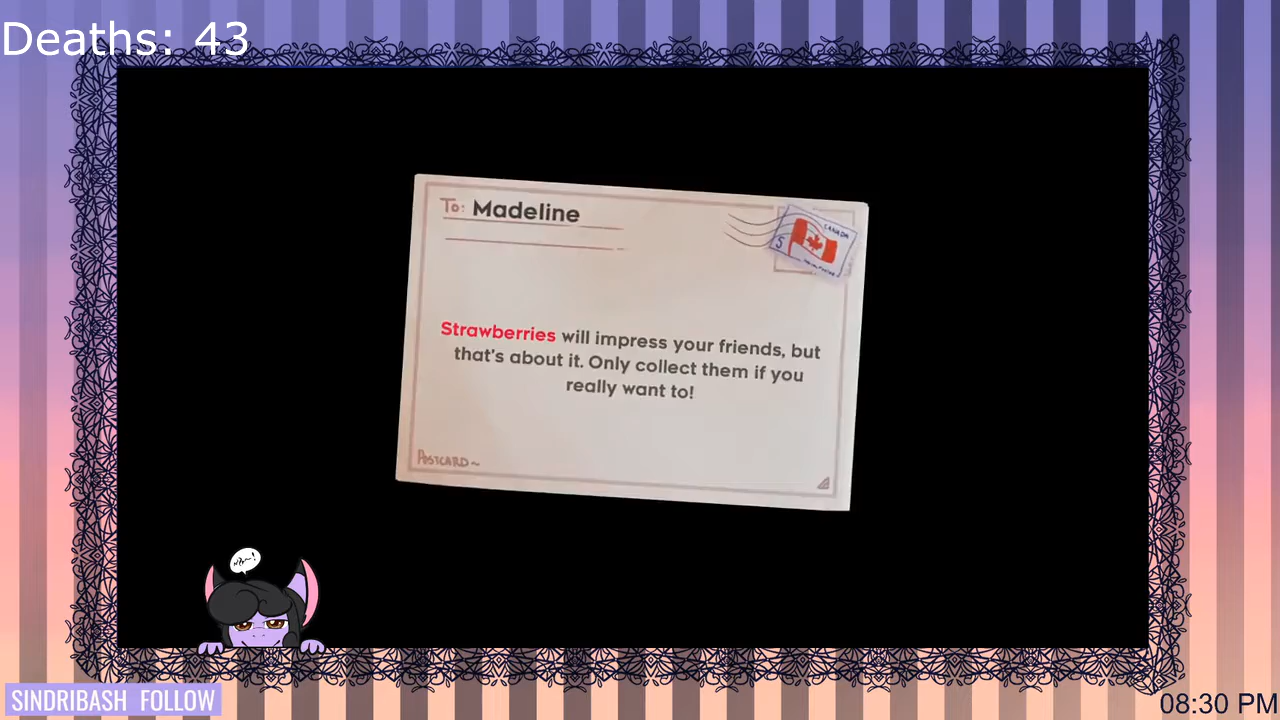 Deaths: 43
To: Madeline
CANADA
5
Strawberries will impress your friends, but
that's about it. Only collect them if you
really want to!
POSTCARD~
SINDRIBASH FOLLOW
08:30 PM